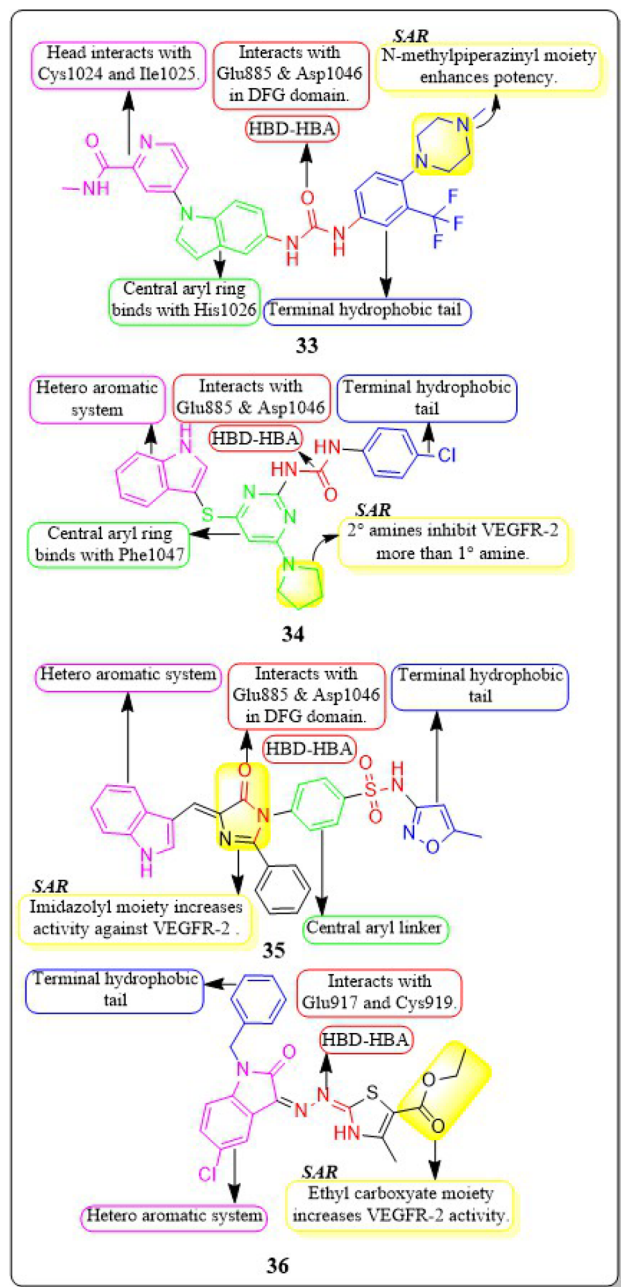 SAR
Head interacts with
Cys1024 and Ile1025.
Interacts with
Glu885 & Asp1046
in DFG domain.
N-methylpiperazinyl moiety
enhances potency.
HBD-HBA
N
N
O
N
H
N
O
N
H
N
H
N
N
F
F
F
Central aryl ring
binds with His1026
Terminal hydrophobic tail
33
Hetero aromatic
system
Interacts with
Glu885 & Asp1046
Terminal hydrophobic
tail
HBD-HBA
H
N
H
N
NH
Cl
O
S
N
N
N
Central aryl ring
binds with Phe1047
SAR
2° amines inhibit VEGFR-2
more than 1° amine.
34
Hetero aromatic system
Interacts with
Glu885 & Asp1046
in DFG domain.
Terminal hydrophobic
tail
HBD-HBA
O
O
S
O
H
N
N
N
N
O
N
H
SAR
Imidazolyl moiety increases
activity against VEGFR-2 .
Central aryl linker
35
Terminal hydrophobic
tail
Interacts with
Glu917 and Cys919.
HBD-HBA
N
O
N
N
S
HN
O
O
Cl
SAR
Ethyl carboxyate moiety
increases VEGFR-2 activity.
Hetero aromatic system
36